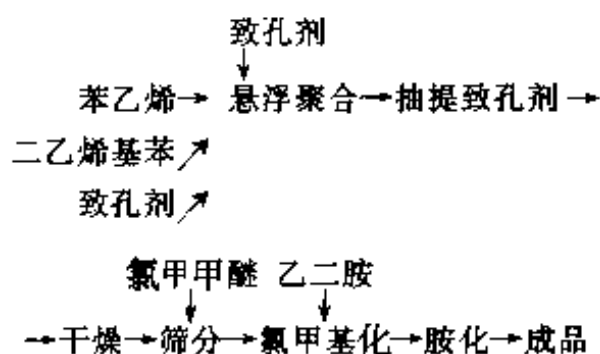 致孔剂
苯乙烯→ 悬浮聚合→抽提致孔剂→
二乙烯基苯↗
致孔剂↗
氯甲甲醚 乙二胺
→干燥→筛分→氯甲基化→胺化→成品